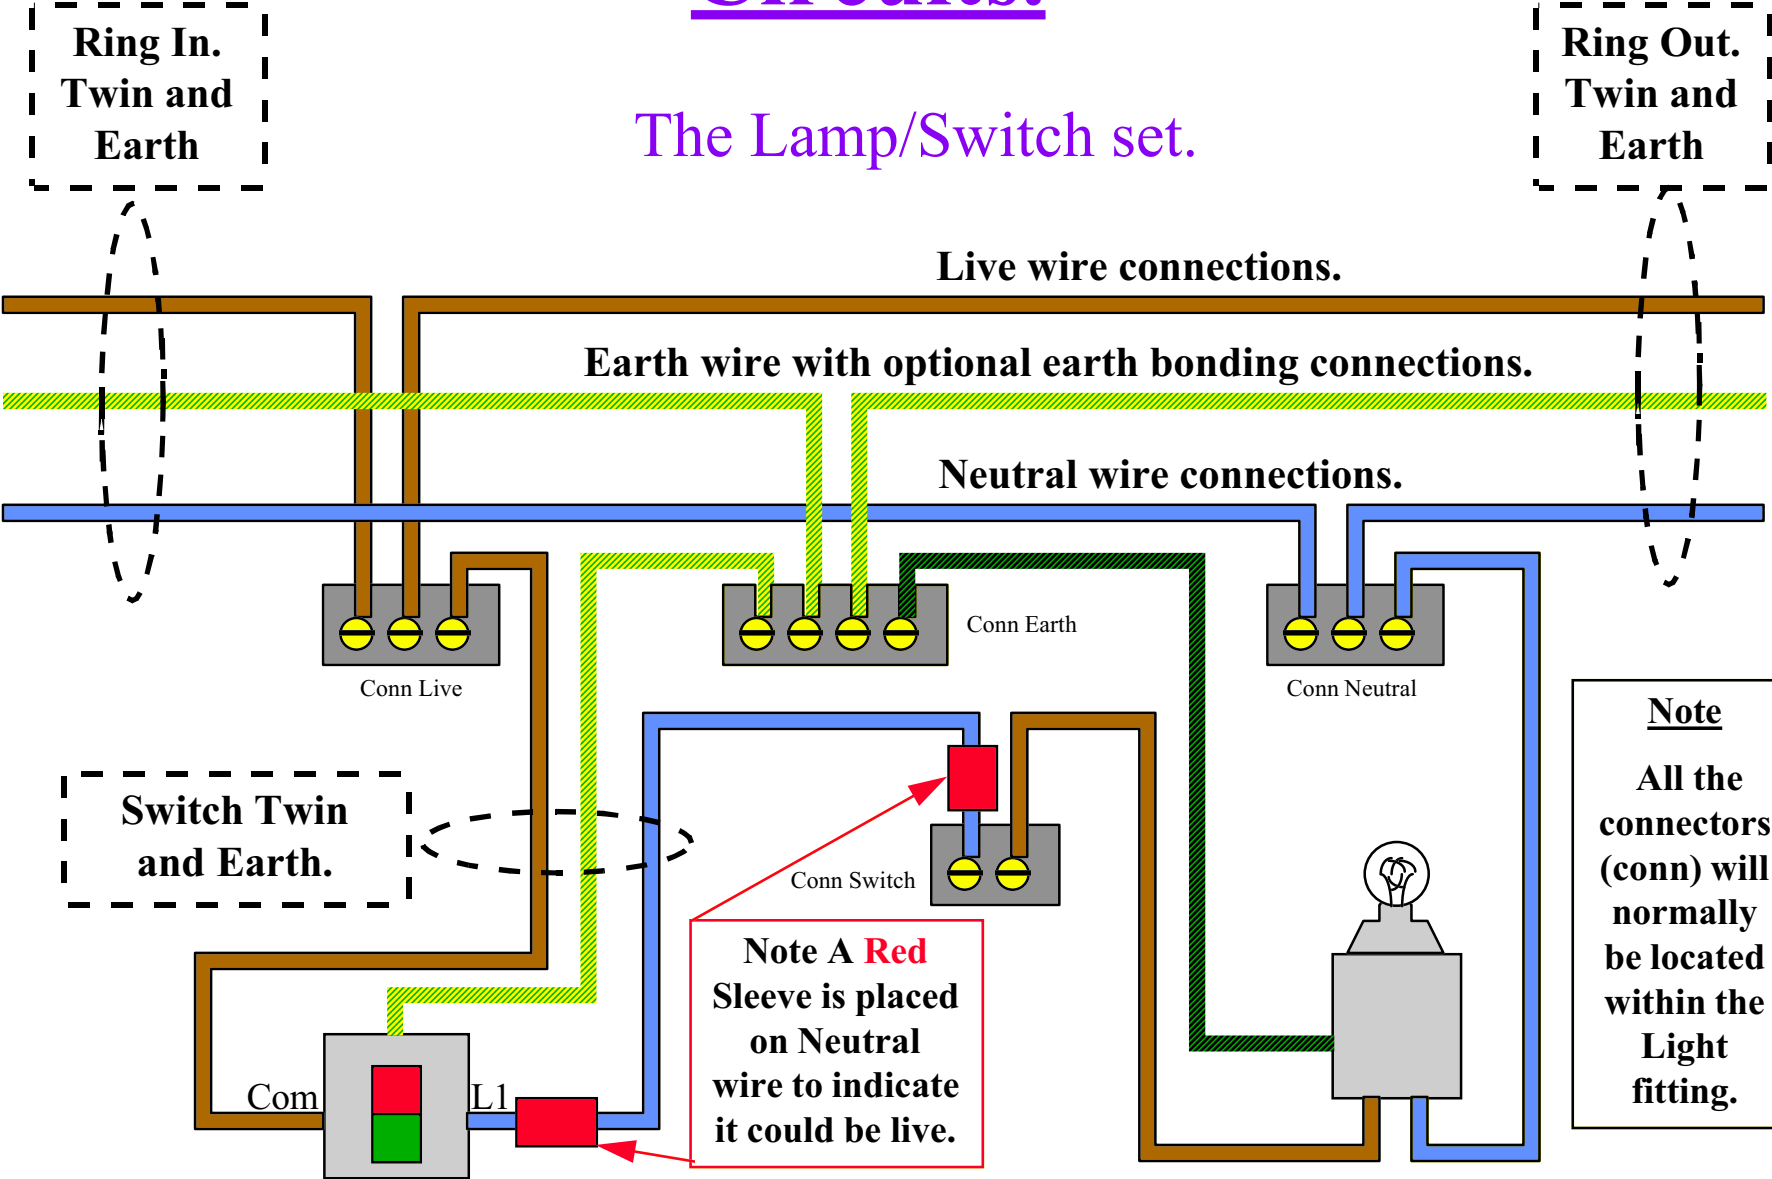 Circuits.
The Lamp/Switch set.
Ring In.
Twin and
Earth
Ring Out.
Twin and
Earth
Live wire connections.
Earth wire with optional earth bonding connections.
Neutral wire connections.
Conn Live
Conn Earth
Conn Neutral
Switch Twin
and Earth.
Conn Switch
Note A Red
Sleeve is placed
on Neutral
wire to indicate
it could be live.
Com
L1
Note
All the
connectors
(conn) will
normally
be located
within the
Light
fitting.